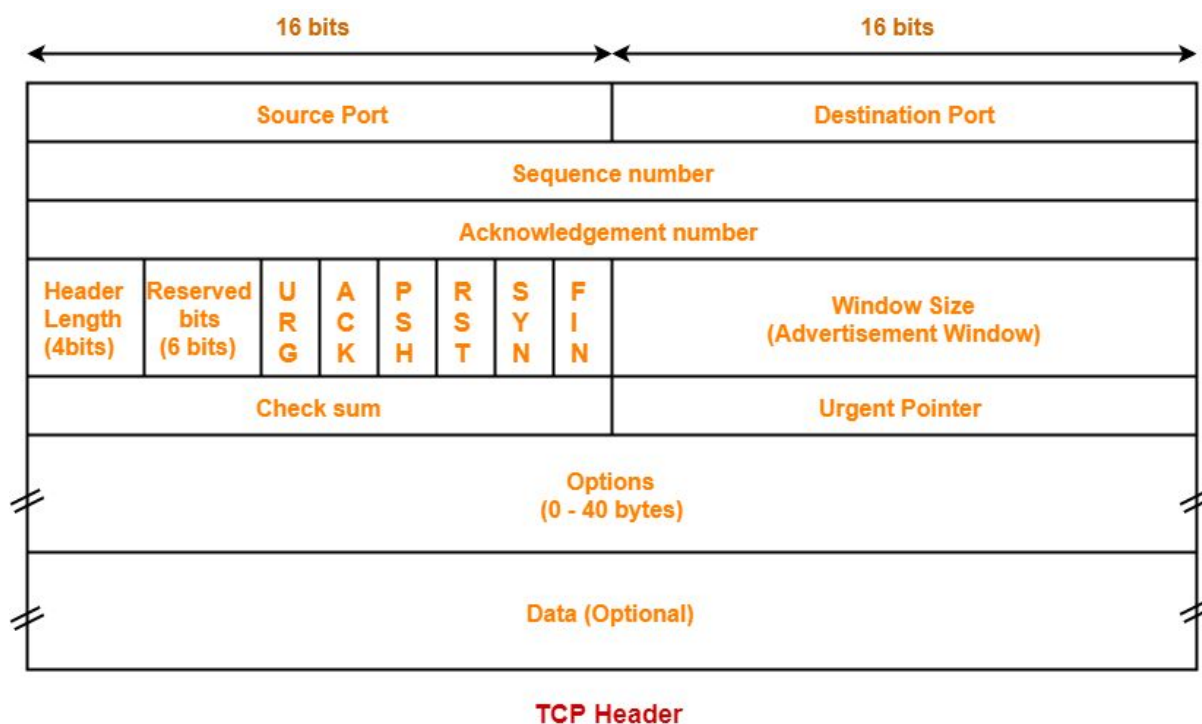 16 bits
16 bits
Source Port
Destination Port
Sequence number
Acknowledgement number
Header
Length
(4bits)
Reserved
bits
(6 bits)
U
R
G
A
C
K
P
S
H
R
S
T
S
Y
N
F
I
N
Window Size
(Advertisement Window)
Check sum
Urgent Pointer
Options
(0 - 40 bytes)
Data (Optional)
TCP Header